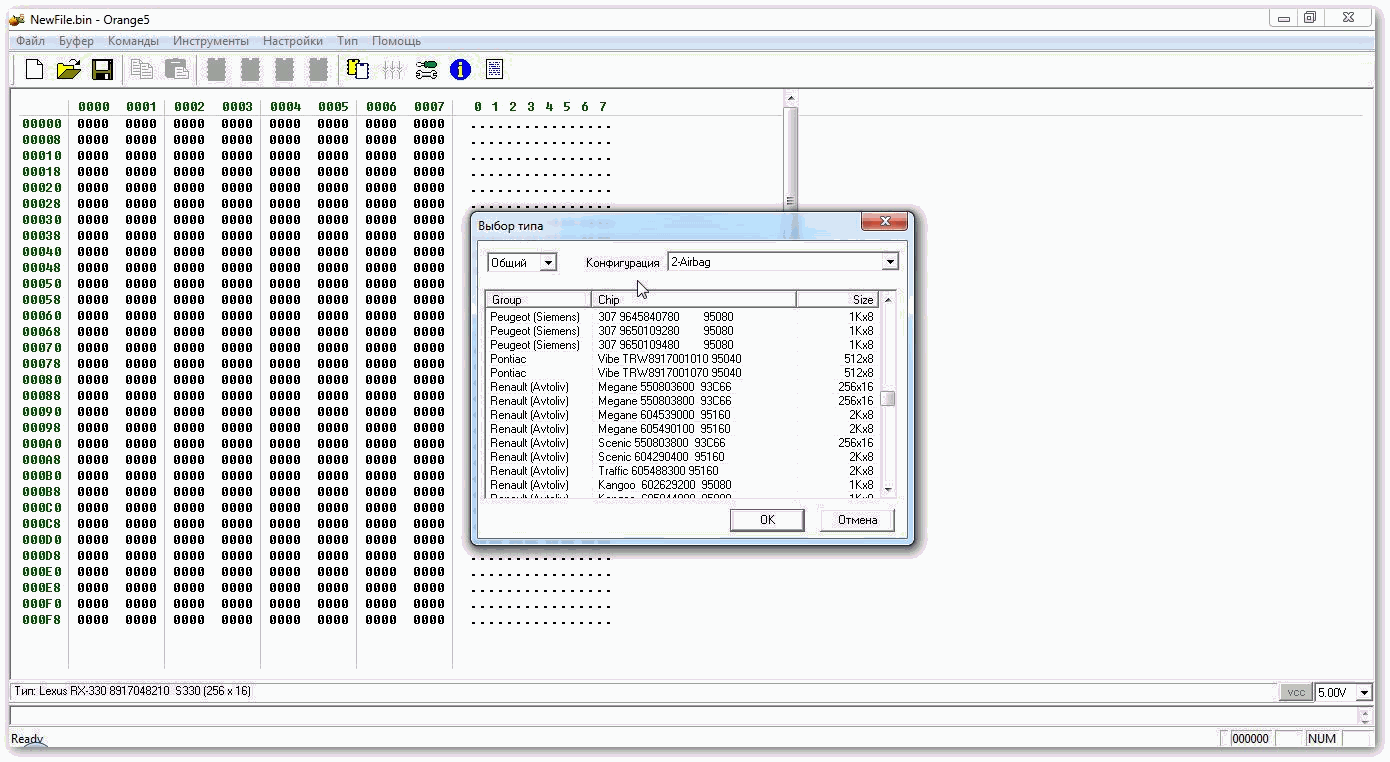 NewFile.bin - Orange5
Файл Буфер Команды Инструменты Настройки Тип Помощь
0000 0001 0002 0003 0004 0005 0006 0007 0 1 2 3 4 5 6 7
00000 0000 0000 0000 0000 0000 0000 0000 0000 ................
00008 0000 0000 0000 0000 0000 0000 0000 0000 ................
00010 0000 0000 0000 0000 0000 0000 0000 0000 ................
00018 0000 0000 0000 0000 0000 0000 0000 0000 ................
00020 0000 0000 0000 0000 0000 0000 0000 0000 ................
00028 0000 0000 0000 0000 0000 0000 0000 0000 ................
00030 0000 0000 0000 0000 0000 0000 0000 0000
00038 0000 0000 0000 0000 0000 0000 0000 0000
00040 0000 0000 0000 0000 0000 0000 0000 0000
00048 0000 0000 0000 0000 0000 0000 0000 0000
00050 0000 0000 0000 0000 0000 0000 0000 0000
00058 0000 0000 0000 0000 0000 0000 0000 0000
00060 0000 0000 0000 0000 0000 0000 0000 0000
00068 0000 0000 0000 0000 0000 0000 0000 0000
00070 0000 0000 0000 0000 0000 0000 0000 0000
00078 0000 0000 0000 0000 0000 0000 0000 0000
00080 0000 0000 0000 0000 0000 0000 0000 0000
00088 0000 0000 0000 0000 0000 0000 0000 0000
00090 0000 0000 0000 0000 0000 0000 0000 0000
00098 0000 0000 0000 0000 0000 0000 0000 0000
000A0 0000 0000 0000 0000 0000 0000 0000 0000
000A8 0000 0000 0000 0000 0000 0000 0000 0000
000B0 0000 0000 0000 0000 0000 0000 0000 0000
000B8 0000 0000 0000 0000 0000 0000 0000 0000
000C0 0000 0000 0000 0000 0000 0000 0000 0000
000C8 0000 0000 0000 0000 0000 0000 0000 0000
000D0 0000 0000 0000 0000 0000 0000 0000 0000
000D8 0000 0000 0000 0000 0000 0000 0000 0000 ................
000E0 0000 0000 0000 0000 0000 0000 0000 0000 ................
000E8 0000 0000 0000 0000 0000 0000 0000 0000 ................
000F0 0000 0000 0000 0000 0000 0000 0000 0000 ................
000F8 0000 0000 0000 0000 0000 0000 0000 0000 ................
Выбор типа
Общий Конфигурация 2-Airbag
Group Chip Size
Peugeot (Siemens) 307 9645840780 95080 1Kx8
Peugeot (Siemens) 307 9650109280 95080 1Kx8
Peugeot (Siemens) 307 9650109480 95080 1Kx8
Pontiac Vibe TRW8917001010 95040 512x8
Pontiac Vibe TRW8917001070 95040 512x8
Renault (Avtoliv) Megane 550803600 93C66 256x16
Renault (Avtoliv) Megane 550803800 93C66 256x16
Renault (Avtoliv) Megane 604539000 95160 2Kx8
Renault (Avtoliv) Megane 605490100 95160 2Kx8
Renault (Avtoliv) Scenic 550803800 93C66 256x16
Renault (Avtoliv) Scenic 604290400 95160 2Kx8
Renault (Avtoliv) Traffic 605488300 95160 2Kx8
Renault (Avtoliv) Kangoo 602629200 95080 1Kx8
OK Отмена
Тип: Lexus RX-330 8917048210 S330 (256 x 16) vcc 5.00V
Ready 000000 NUM